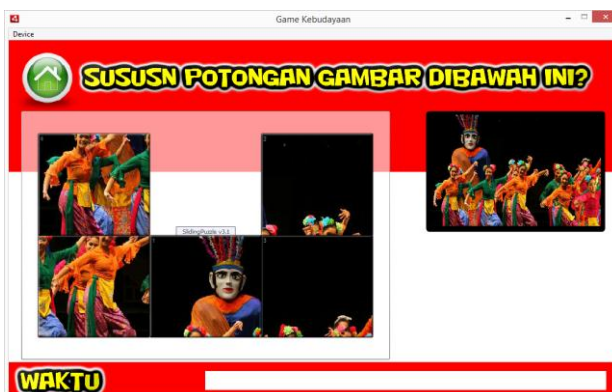 Game Kebudayaan
Device
SUSUSN POTONGAN GAMBAR DIBAWAH INI?
SlidingPuzzle v3.1
WAKTU